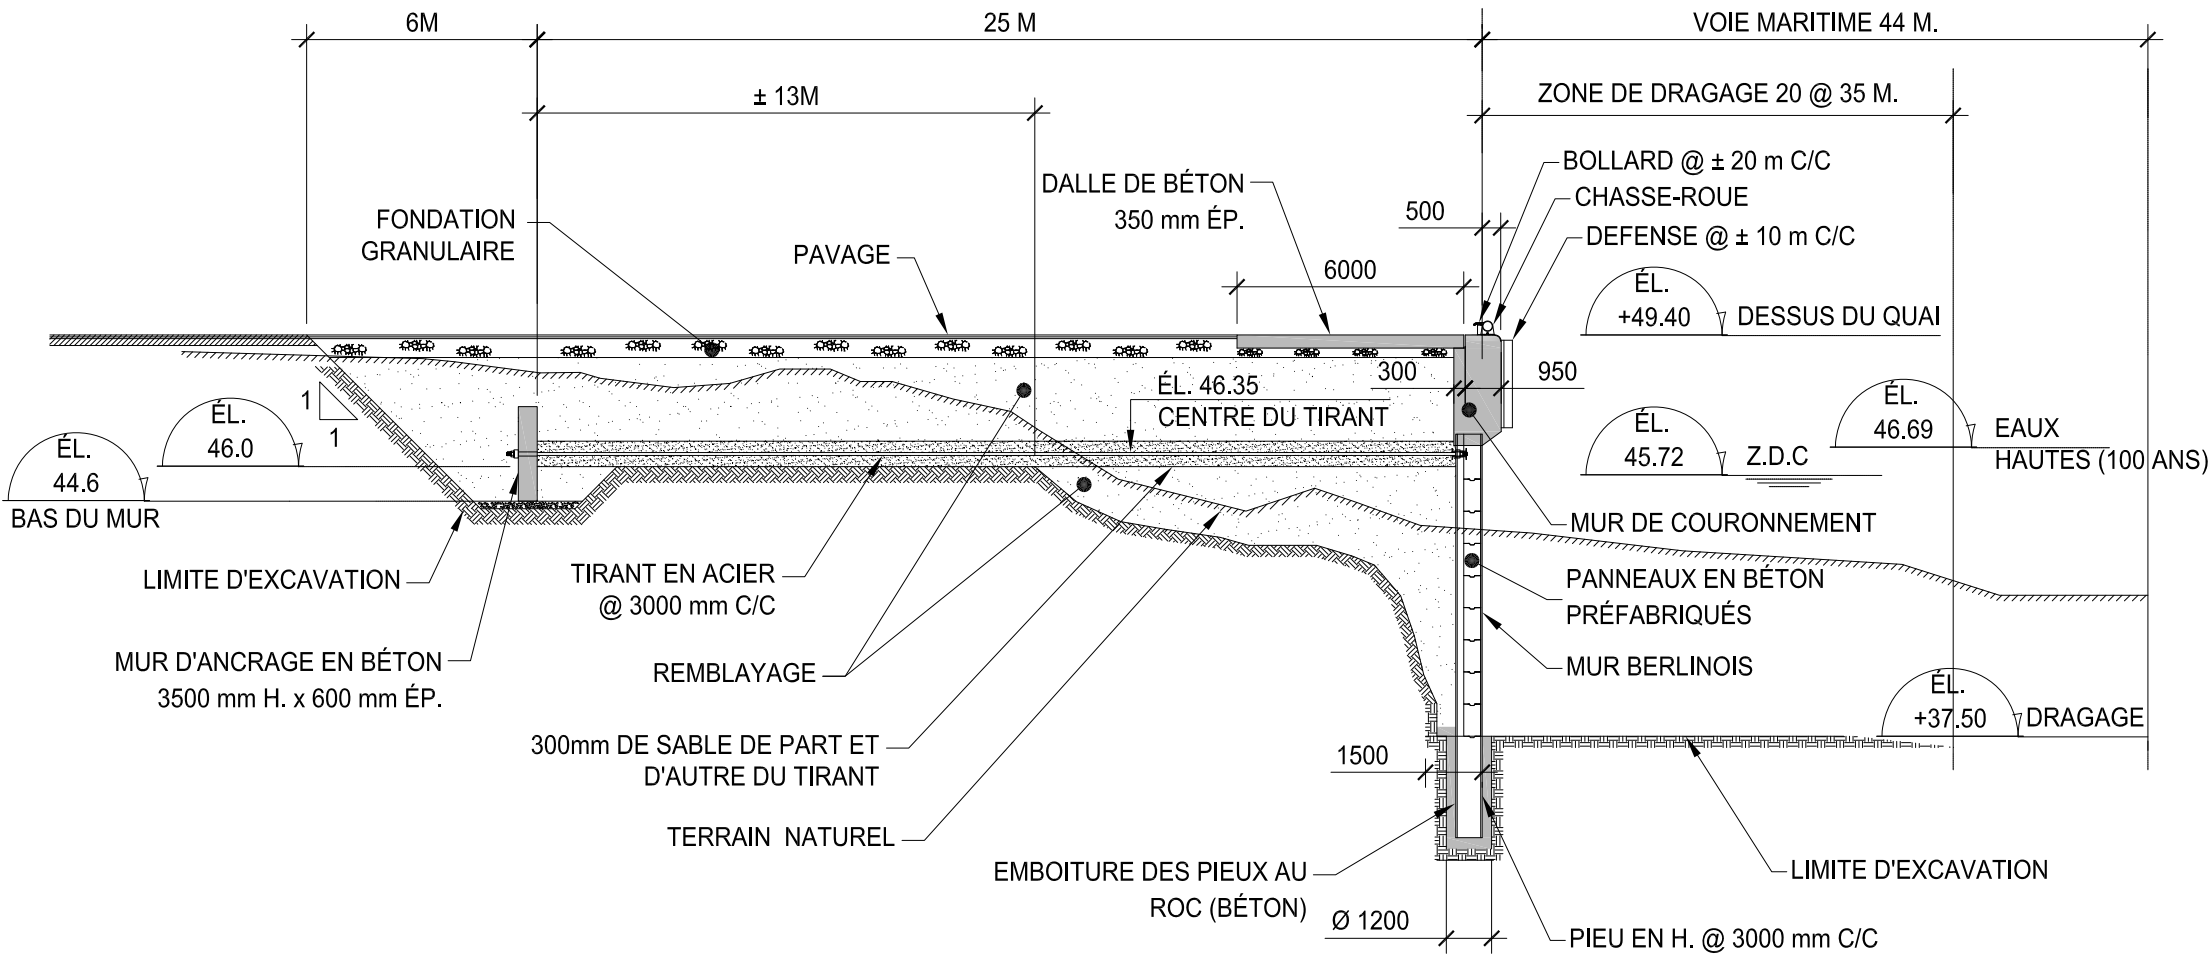 6M
25 M
VOIE MARITIME 44 M.
± 13M
ZONE DE DRAGAGE 20 @ 35 M.
BOLLARD @ ± 20 m C/C
CHASSE-ROUE
DEFENSE @ ± 10 m C/C
DALLE DE BÉTON
350 mm ÉP.
500
FONDATION
GRANULAIRE
PAVAGE
6000
ÉL.
+49.40
DESSUS DU QUAI
300
950
ÉL. 46.35
CENTRE DU TIRANT
1
1
ÉL.
46.0
ÉL.
44.6
BAS DU MUR
ÉL.
45.72
Z.D.C
ÉL.
46.69
EAUX
HAUTES (100 ANS)
MUR DE COURONNEMENT
LIMITE D'EXCAVATION
TIRANT EN ACIER
@ 3000 mm C/C
PANNEAUX EN BÉTON
PRÉFABRIQUÉS
MUR D'ANCRAGE EN BÉTON
3500 mm H. x 600 mm ÉP.
REMBLAYAGE
MUR BERLINOIS
ÉL.
+37.50
DRAGAGE
300mm DE SABLE DE PART ET
D'AUTRE DU TIRANT
1500
TERRAIN NATUREL
EMBOITURE DES PIEUX AU
ROC (BÉTON)
LIMITE D'EXCAVATION
Ø 1200
PIEU EN H. @ 3000 mm C/C